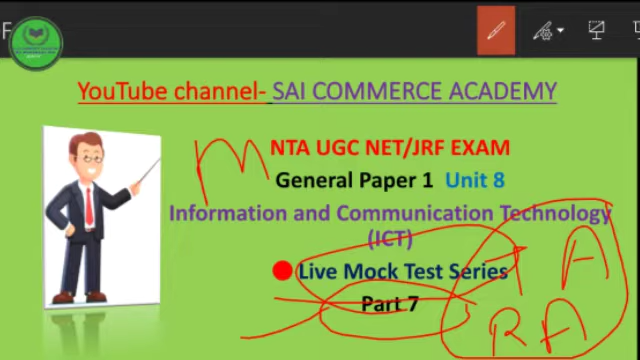 F
YouTube channel- SAI COMMERCE ACADEMY
M
NTA UGC NET/JRF EXAM
General Paper 1 Unit 8
Information and Communication Technology
(ICT)
Live Mock Test Series
Part 7
T A
R A